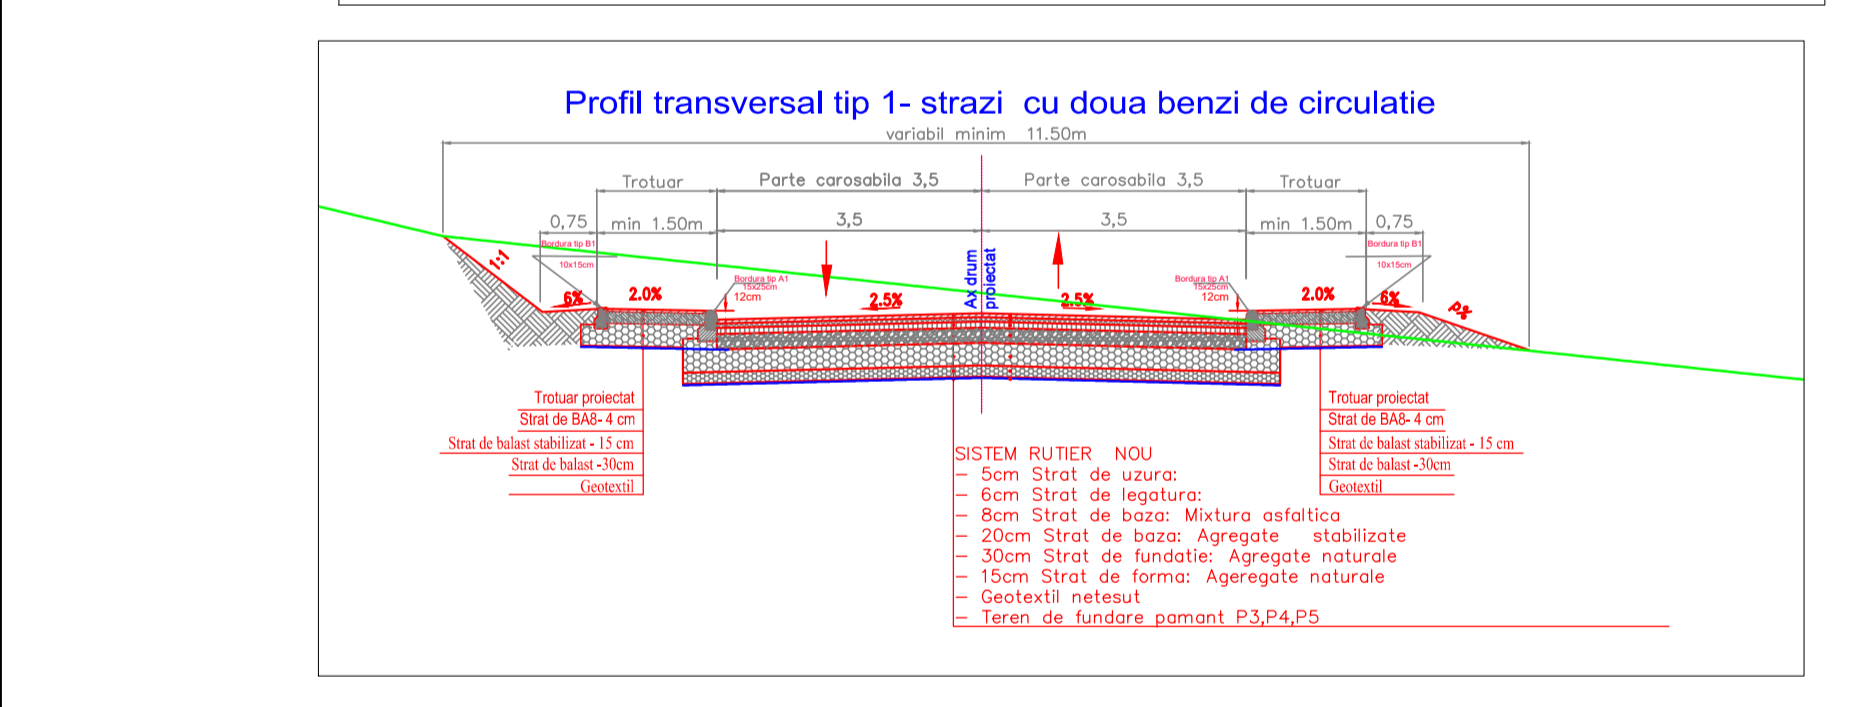 Profil transversal tip 1- strazi cu doua benzi de circulatie
variabil minim 11.50m
Trotuar
Parte carosabila 3,5
Parte carosabila 3,5
Trotuar
0,75
min 1.50m
3,5
3,5
min 1.50m
0,75
Bordura tip B1
10x15cm
Bordura tip B1
10x15cm
1:1
6%
2.0%
Bordura tip A1
15x25cm
12cm
2.5%
Ax drum
proiectat
2.5%
Bordura tip A1
15x25cm
12cm
2.0%
6%
P%
Trotuar proiectat
Strat de BA8- 4 cm
Strat de balast stabilizat - 15 cm
Strat de balast -30cm
Geotextil
Trotuar proiectat
Strat de BA8- 4 cm
Strat de balast stabilizat - 15 cm
Strat de balast -30cm
Geotextil
SISTEM RUTIER NOU
- 5cm Strat de uzura:
- 6cm Strat de legatura:
- 8cm Strat de baza: Mixtura asfaltica
- 20cm Strat de baza: Agregate stabilizate
- 30cm Strat de fundatie: Agregate naturale
- 15cm Strat de forma: Ageregate naturale
- Geotextil netesut
- Teren de fundare pamant P3,P4,P5